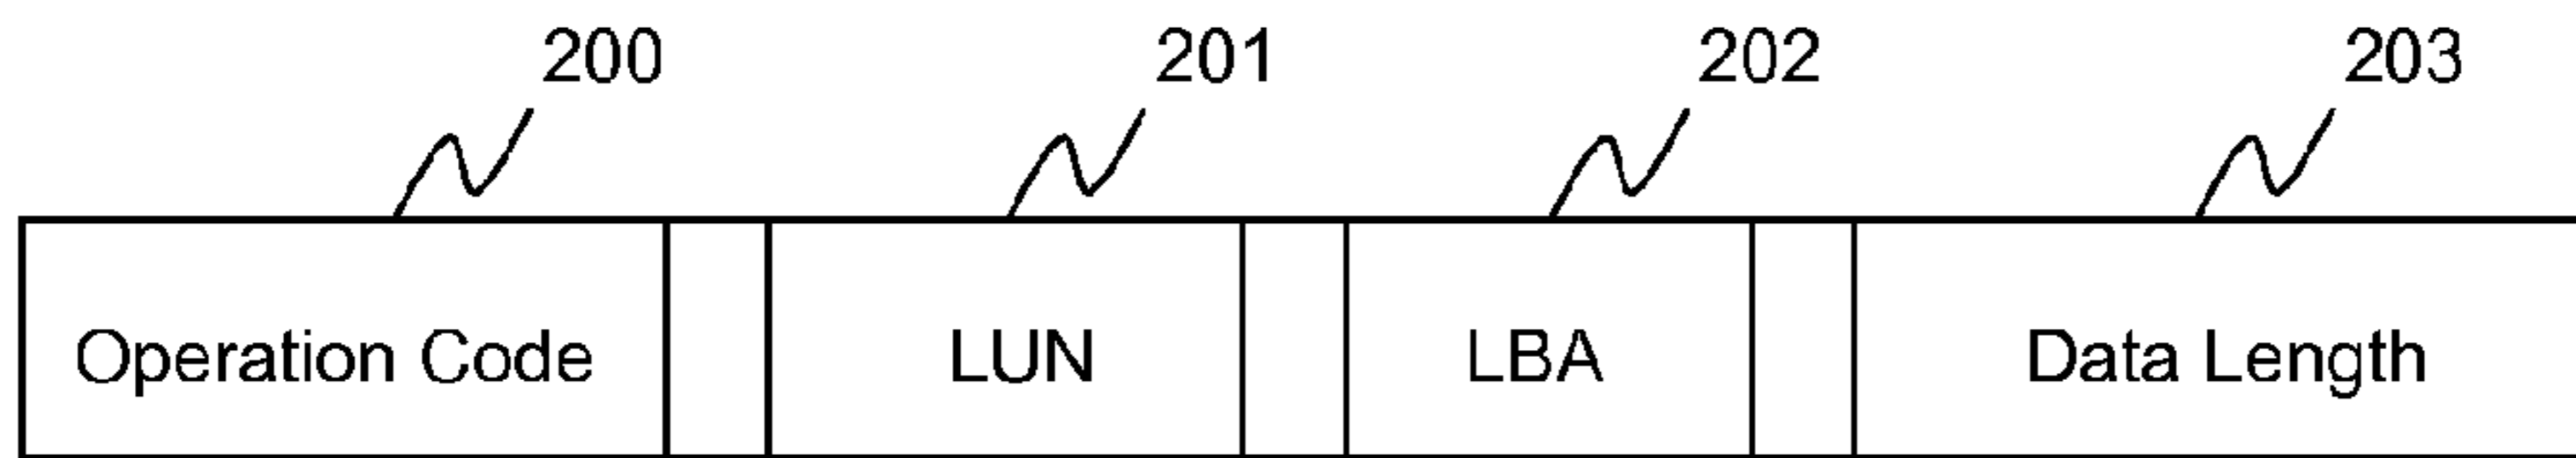 200 201 202 203
Operation Code LUN LBA Data Length